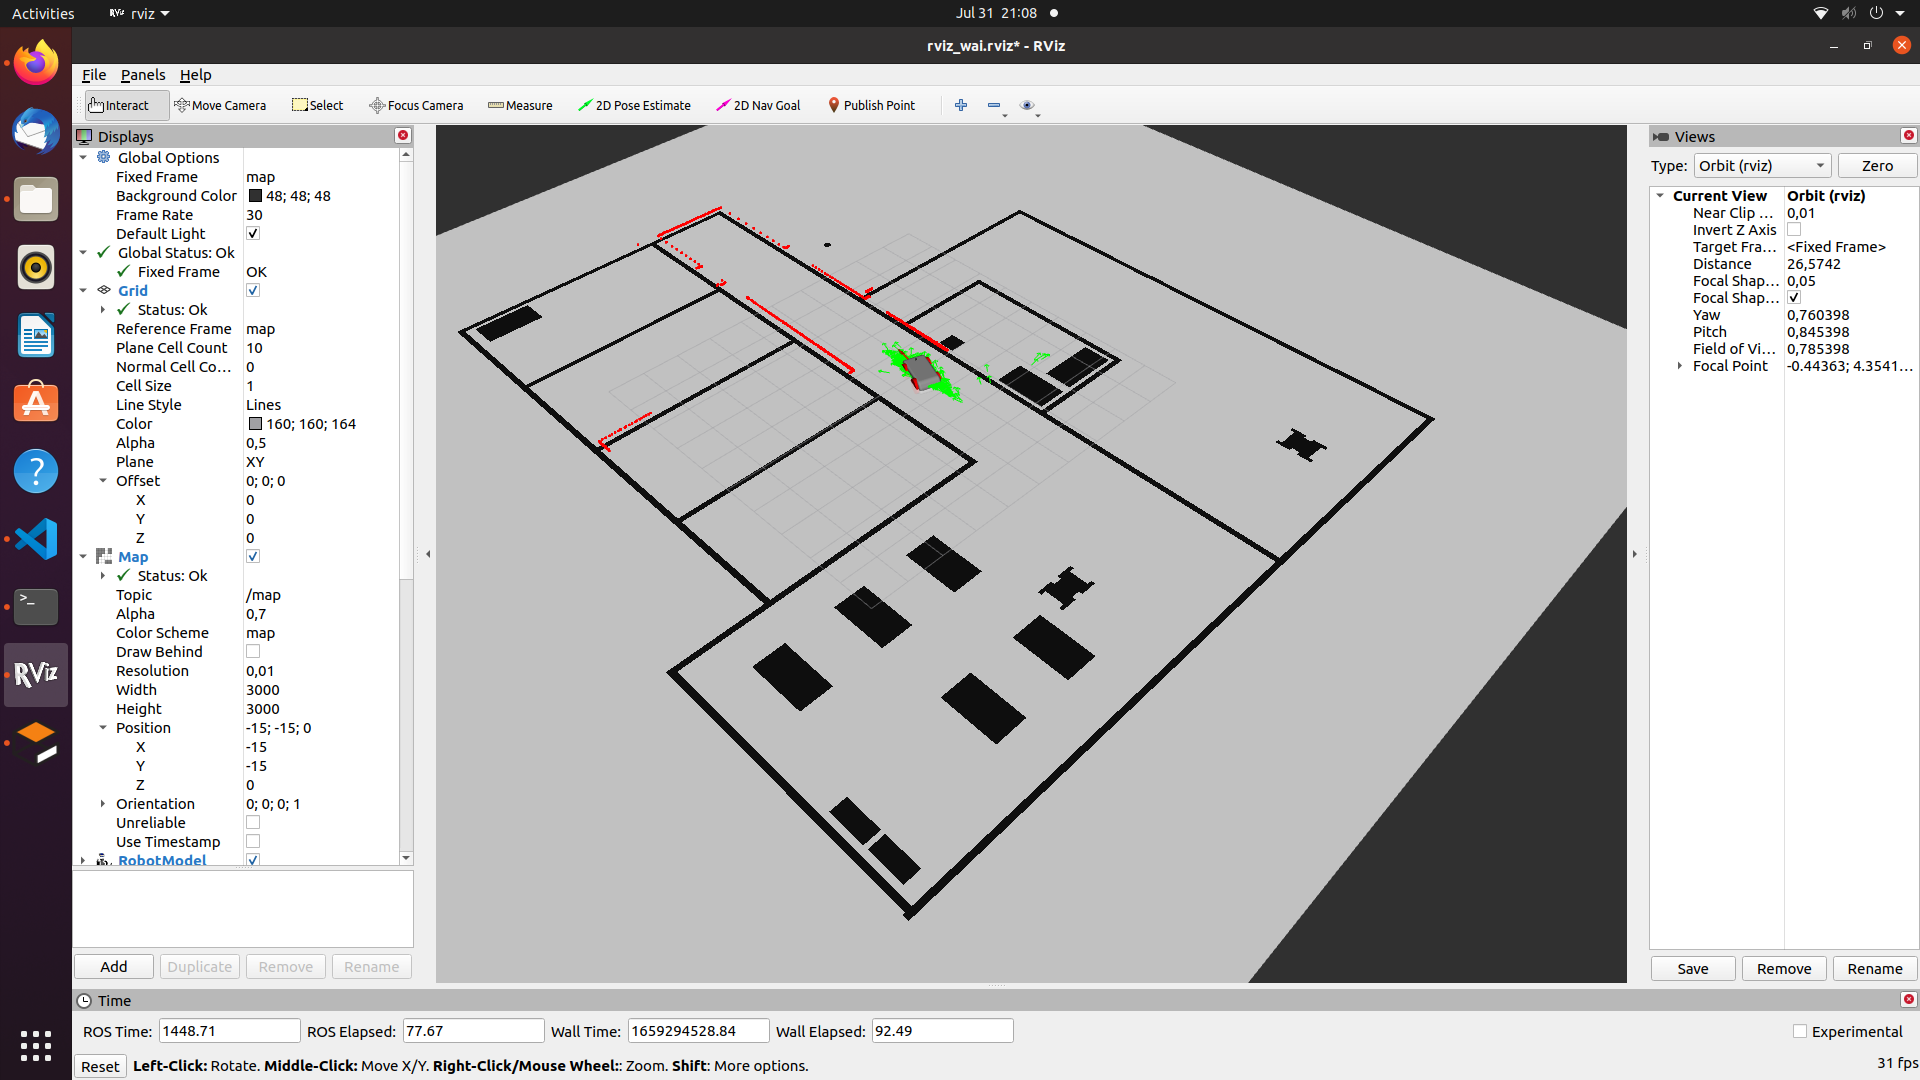 Activities rviz Jul 31 21:08
rviz_wai.rviz* - RViz
File Panels Help
Interact Move Camera Select Focus Camera Measure 2D Pose Estimate 2D Nav Goal Publish Point
Displays
Global Options
Fixed Frame map
Background Color 48; 48; 48
Frame Rate 30
Default Light
Global Status: Ok
Fixed Frame OK
Grid
Status: Ok
Reference Frame map
Plane Cell Count 10
Normal Cell Co... 0
Cell Size 1
Line Style Lines
Color 160; 160; 164
Alpha 0,5
Plane XY
Offset 0; 0; 0
X 0
Y 0
Z 0
Map
Status: Ok
Topic /map
Alpha 0,7
Color Scheme map
Draw Behind
Resolution 0,01
Width 3000
Height 3000
Position -15; -15; 0
X -15
Y -15
Z 0
Orientation 0; 0; 0; 1
Unreliable
Use Timestamp
RobotModel
Add Duplicate Remove Rename
Views
Type: Orbit (rviz) Zero
Current View Orbit (rviz)
Near Clip ... 0,01
Invert Z Axis
Target Fra... <Fixed Frame>
Distance 26,5742
Focal Shap... 0,05
Focal Shap...
Yaw 0,760398
Pitch 0,845398
Field of Vi... 0,785398
Focal Point -0.44363; 4.3541...
Save Remove Rename
RViz
Time
ROS Time: 1448.71 ROS Elapsed: 77.67 Wall Time: 1659294528.84 Wall Elapsed: 92.49 Experimental
Reset Left-Click: Rotate. Middle-Click: Move X/Y. Right-Click/Mouse Wheel:: Zoom. Shift: More options. 31 fps